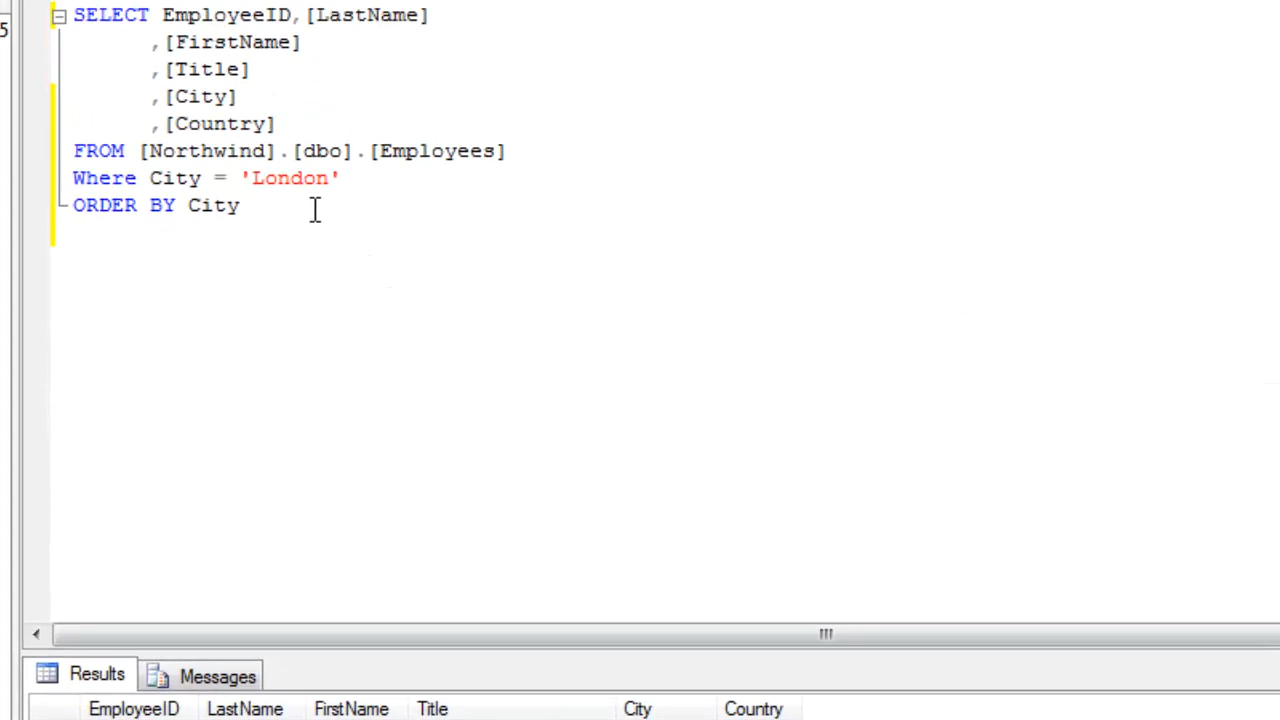 5
SELECT EmployeeID,[LastName]
,[FirstName]
,[Title]
,[City]
,[Country]
FROM [Northwind].[dbo].[Employees]
Where City = 'London'
ORDER BY City
Results Messages
EmployeeID LastName FirstName Title City Country